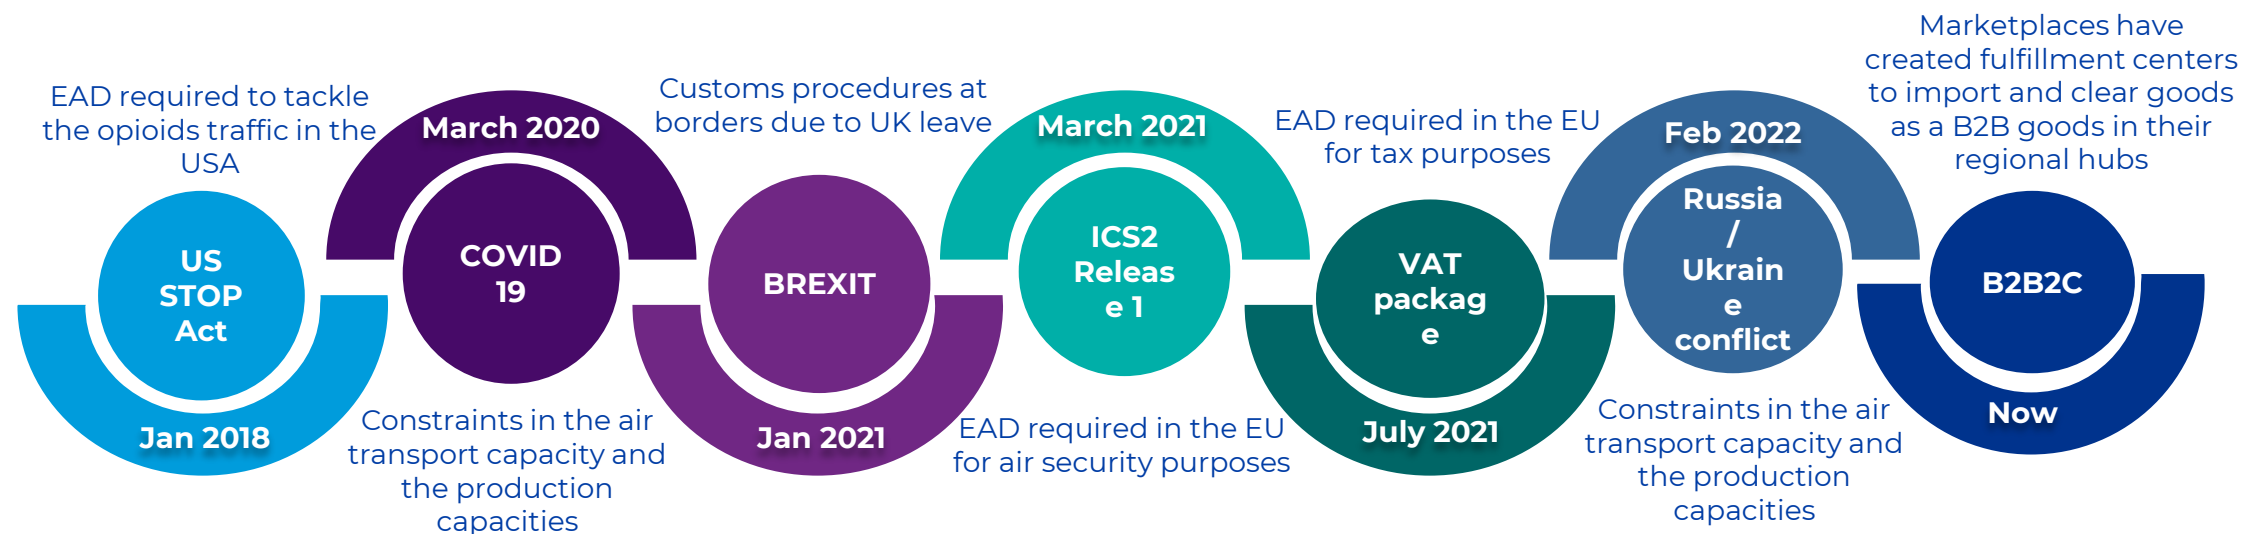 EAD required to tackle
the opioids traffic in the
USA
US
STOP
Act
Jan 2018
March 2020
COVID
19
Constraints in the air
transport capacity and
the production
capacities
Customs procedures at
borders due to UK leave
BREXIT
Jan 2021
March 2021
ICS2
Releas
e 1
EAD required in the EU
for air security purposes
EAD required in the EU
for tax purposes
VAT
packag
e
July 2021
Feb 2022
Russia
/
Ukrain
e
conflict
Constraints in the air
transport capacity and
the production
capacities
Marketplaces have
created fulfillment centers
to import and clear goods
as a B2B goods in their
regional hubs
B2B2C
Now